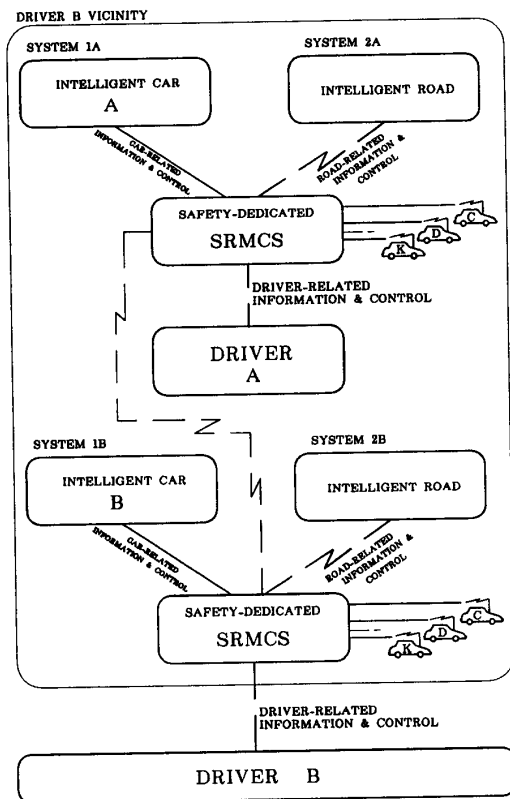 DRIVER B VICINITY
SYSTEM 1A
SYSTEM 2A
INTELLIGENT CAR
A
INTELLIGENT ROAD
CAR-RELATED
INFORMATION & CONTROL
ROAD-RELATED
INFORMATION &
CONTROL
SAFETY-DEDICATED
SRMCS
C
D
K
DRIVER-RELATED
INFORMATION & CONTROL
DRIVER
A
SYSTEM 1B
SYSTEM 2B
INTELLIGENT CAR
B
INTELLIGENT ROAD
CAR-RELATED
INFORMATION & CONTROL
ROAD-RELATED
INFORMATION &
CONTROL
SAFETY-DEDICATED
SRMCS
C
D
K
DRIVER-RELATED
INFORMATION & CONTROL
DRIVER B